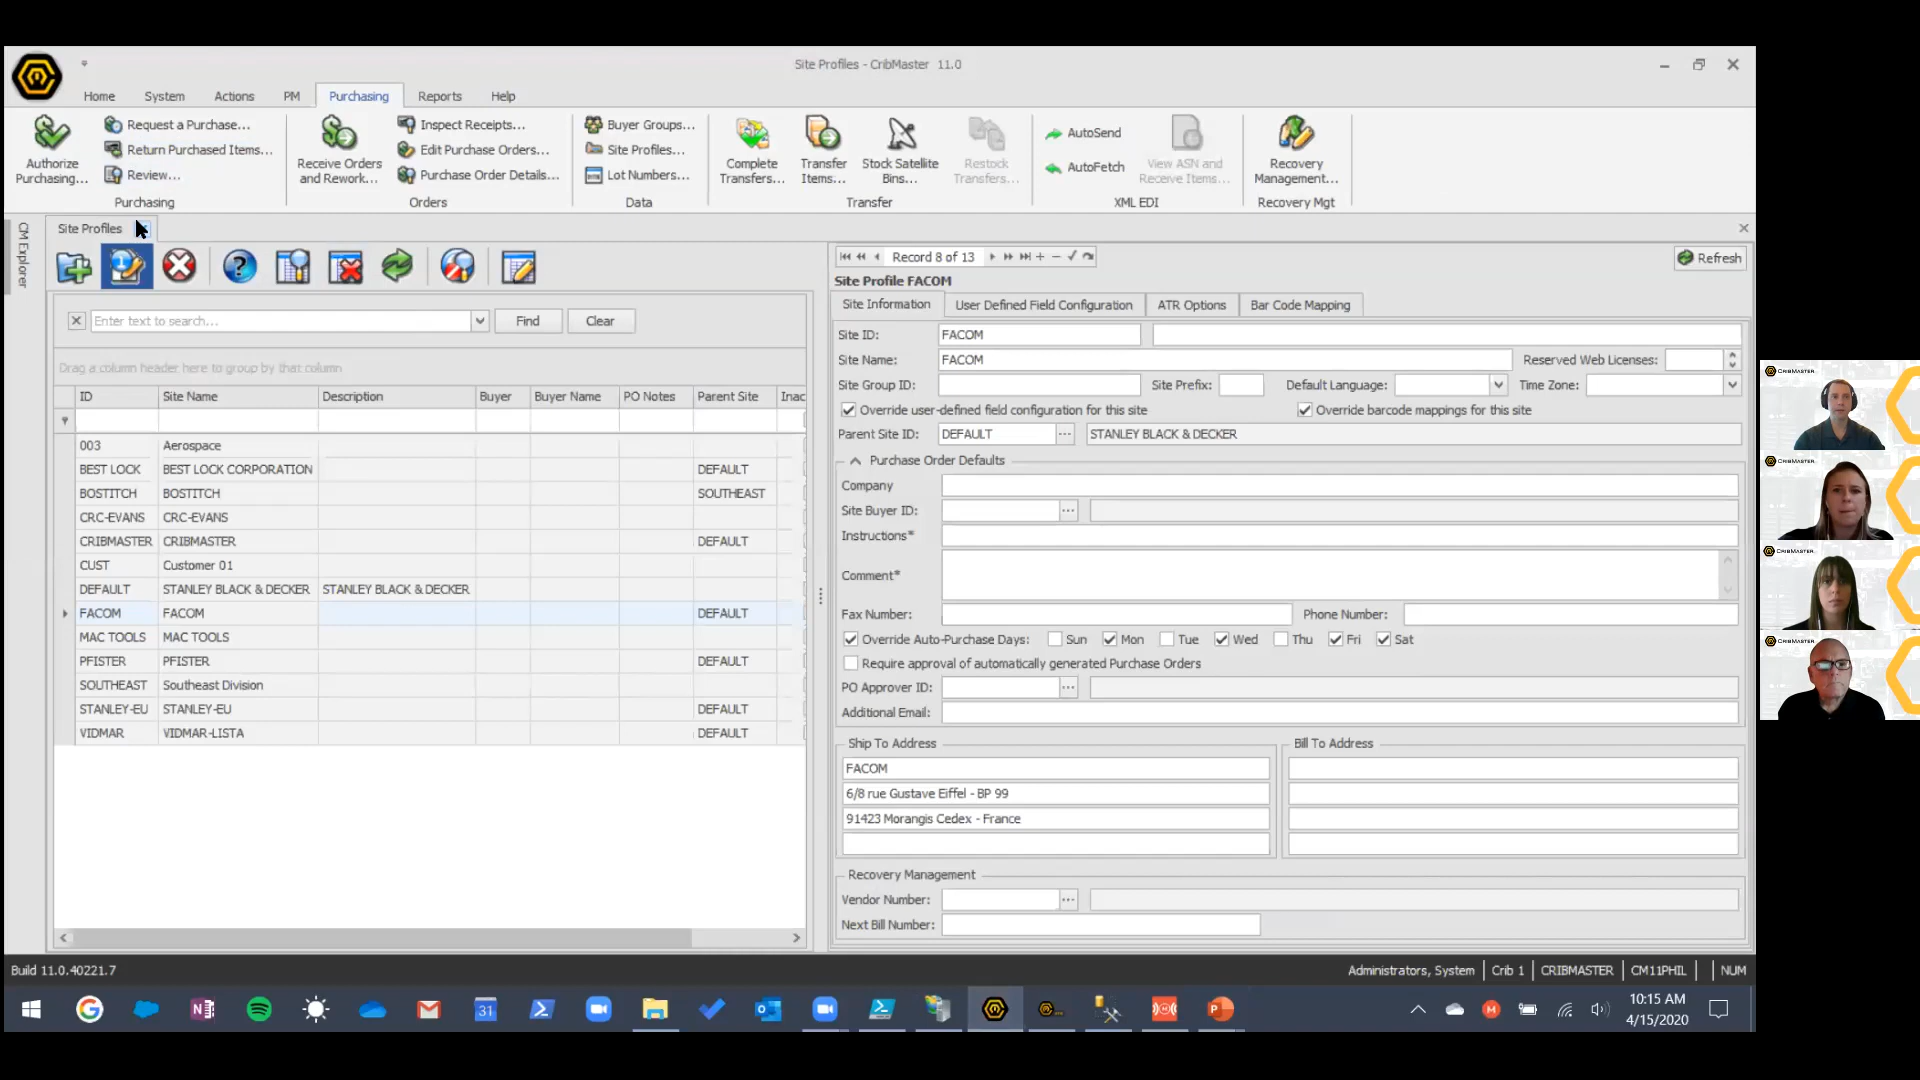 Site Profiles - CribMaster 11.0
Home System Actions PM Purchasing Reports Help
Authorize Purchasing...
Request a Purchase...
Return Purchased Items...
Review...
Purchasing
Receive Orders and Rework...
Inspect Receipts...
Edit Purchase Orders...
Purchase Order Details...
Orders
Buyer Groups...
Site Profiles...
Lot Numbers...
Data
Complete Transfers...
Transfer Items...
Stock Satellite Bins...
Restock Transfers...
Transfer
AutoSend
AutoFetch
View ASN and Receive Items...
XML EDI
Recovery Management...
Recovery Mgt
CM Explorer
Site Profiles
Enter text to search...
Find
Clear
Drag a column header here to group by that column
ID Site Name Description Buyer Buyer Name PO Notes Parent Site Inac
003 Aerospace
BEST LOCK BEST LOCK CORPORATION DEFAULT
BOSTITCH BOSTITCH SOUTHEAST
CRC-EVANS CRC-EVANS
CRIBMASTER CRIBMASTER DEFAULT
CUST Customer 01
DEFAULT STANLEY BLACK & DECKER STANLEY BLACK & DECKER
FACOM FACOM DEFAULT
MAC TOOLS MAC TOOLS
PFISTER PFISTER DEFAULT
SOUTHEAST Southeast Division
STANLEY-EU STANLEY-EU DEFAULT
VIDMAR VIDMAR-LISTA DEFAULT
Record 8 of 13
Refresh
Site Profile FACOM
Site Information User Defined Field Configuration ATR Options Bar Code Mapping
Site ID: FACOM
Site Name: FACOM Reserved Web Licenses:
Site Group ID: Site Prefix: Default Language: Time Zone:
Override user-defined field configuration for this site Override barcode mappings for this site
Parent Site ID: DEFAULT ... STANLEY BLACK & DECKER
Purchase Order Defaults
Company
Site Buyer ID: ...
Instructions*
Comment*
Fax Number: Phone Number:
Override Auto-Purchase Days: Sun Mon Tue Wed Thu Fri Sat
Require approval of automatically generated Purchase Orders
PO Approver ID: ...
Additional Email:
Ship To Address
FACOM
6/8 rue Gustave Eiffel - BP 99
91423 Morangis Cedex - France
Bill To Address
Recovery Management
Vendor Number: ...
Next Bill Number:
Build 11.0.40221.7
Administrators, System Crib 1 CRIBMASTER CM11PHIL NUM
10:15 AM
4/15/2020
CRIBMASTER
CRIBMASTER
CRIBMASTER
CRIBMASTER